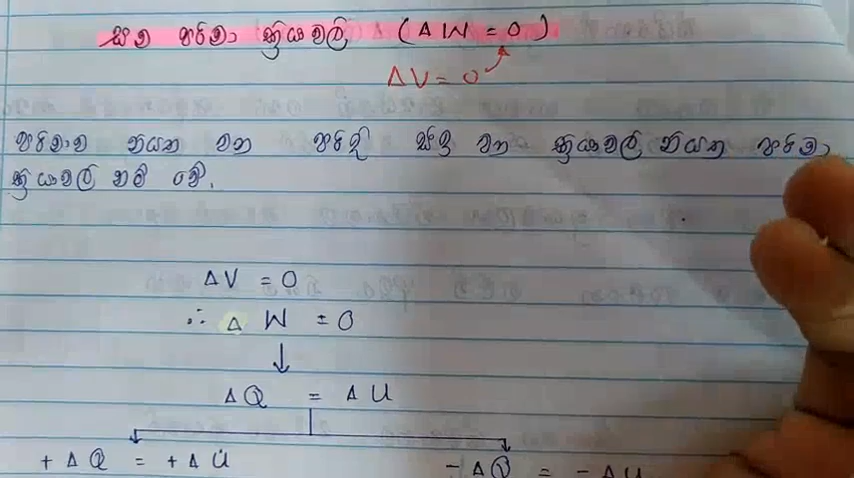 සම පරිමා ක්‍රියාවලි (ΔW = 0)
ΔV = 0
පරිමාව නියත වන පරිදි සිදු වන ක්‍රියාවලි නියත පරිමා
ක්‍රියාවලි නම් වේ.
ΔV = 0
∴ ΔW = 0
↓
ΔQ = ΔU
+ΔQ = +ΔU -ΔQ = -ΔU